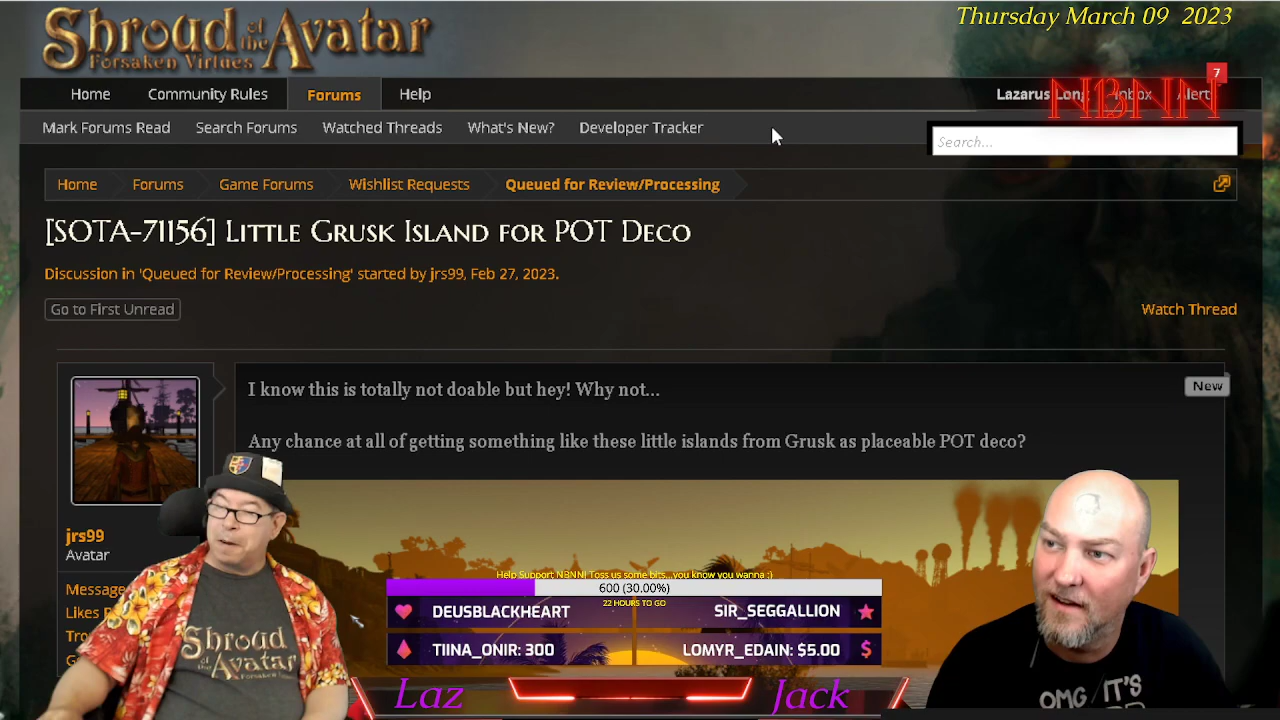 Shroud of the Avatar
Forsaken Virtues
Thursday March 09 2023
Home Community Rules Forums Help
Lazarus Long Inbox Alerts
7
NBNN
Mark Forums Read Search Forums Watched Threads What's New? Developer Tracker
Search...
Home Forums Game Forums Wishlist Requests Queued for Review/Processing
[SOTA-71156] Little Grusk Island for POT Deco
Discussion in 'Queued for Review/Processing' started by jrs99, Feb 27, 2023.
Go to First Unread
Watch Thread
I know this is totally not doable but hey! Why not...
New
Any chance at all of getting something like these little islands from Grusk as placeable POT deco?
jrs99
Avatar
Message
Likes
Tro
Help Support NBNN! Toss us some bits...you know you wanna :)
600 (30.00%)
22 HOURS TO GO
DEUSBLACKHEART SIR_SEGGALLION
TIINA_ONIR: 300 LOMYR_EDAIN: $5.00
Shroud
of the
Avatar
OMG IT'S
Laz Jack